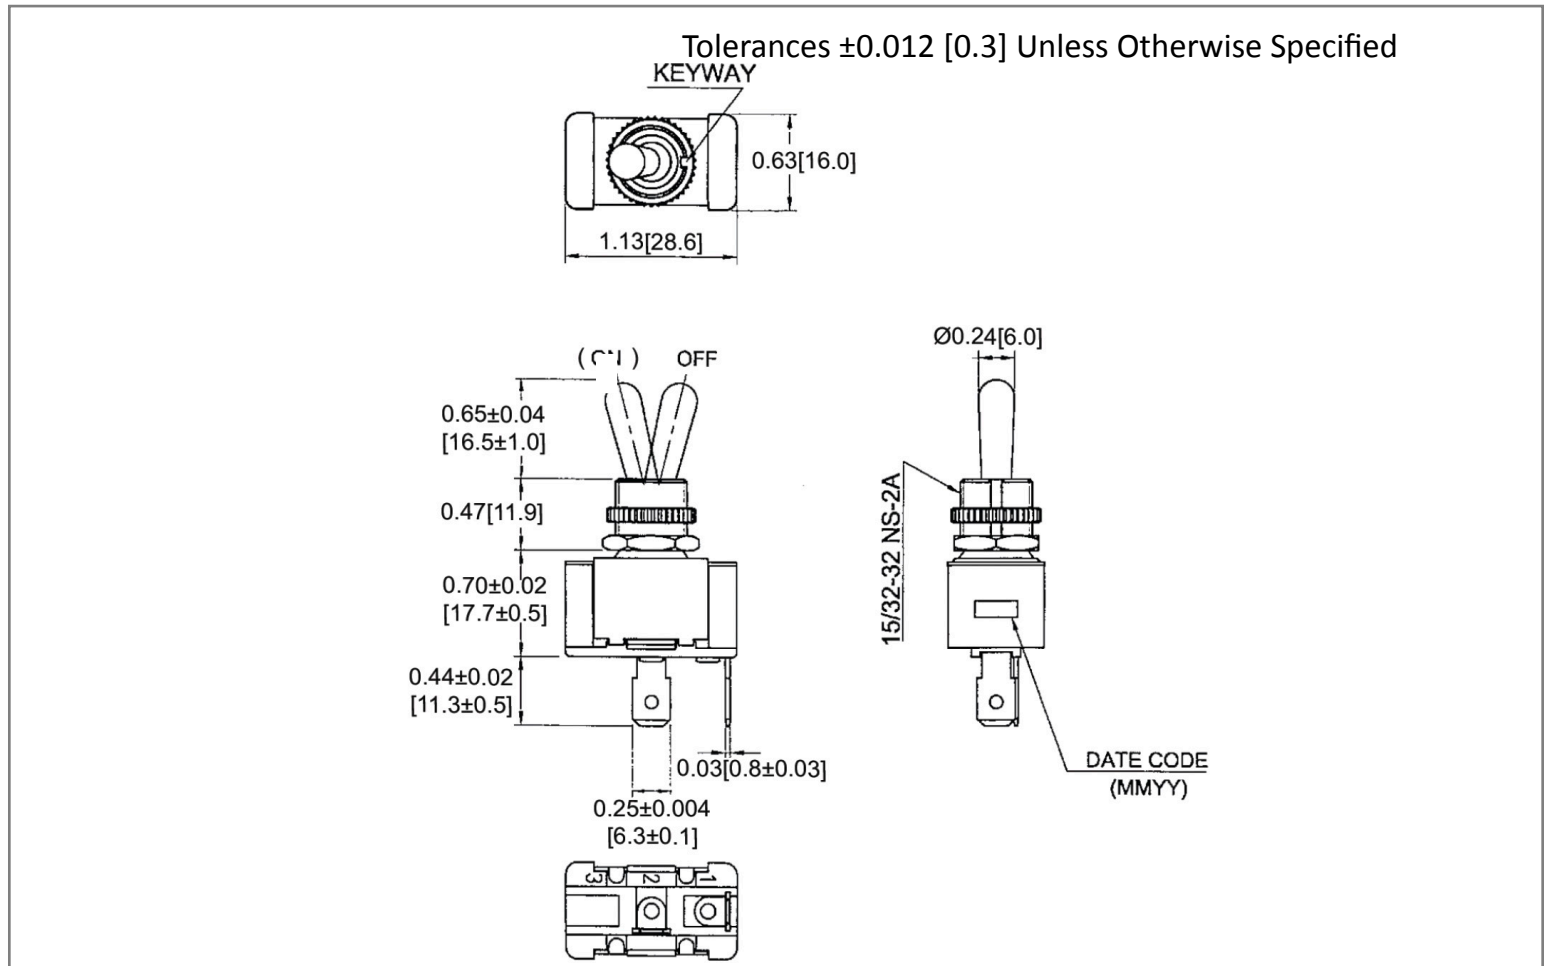 Tolerances ±0.012 [0.3] Unless Otherwise Specified
KEYWAY
0.63[16.0]
1.13[28.6]
Ø0.24[6.0]
OFF
0.65±0.04
[16.5±1.0]
0.47[11.9]
15/32-32 NS-2A
0.70±0.02
[17.7±0.5]
0.44±0.02
[11.3±0.5]
0.03[0.8±0.03]
DATE CODE
(MMYY)
0.25±0.004
[6.3±0.1]
3 2 1